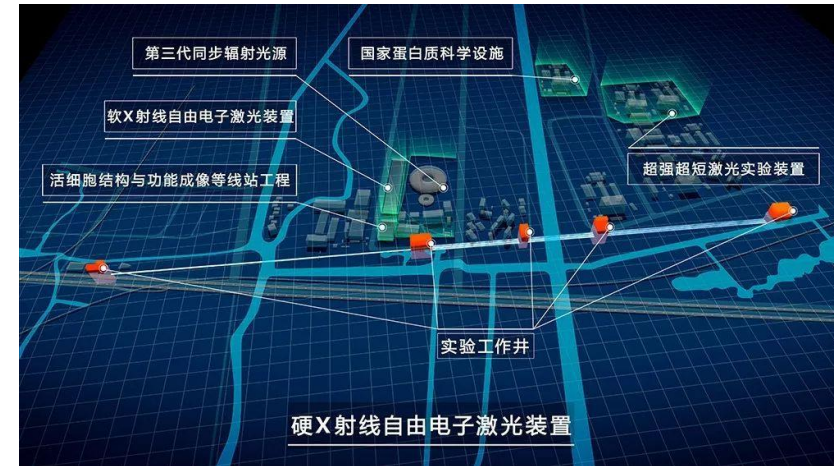 第三代同步辐射光源
国家蛋白质科学设施
软X射线自由电子激光装置
超强超短激光实验装置
活细胞结构与功能成像等线站工程
实验工作井
硬X射线自由电子激光装置